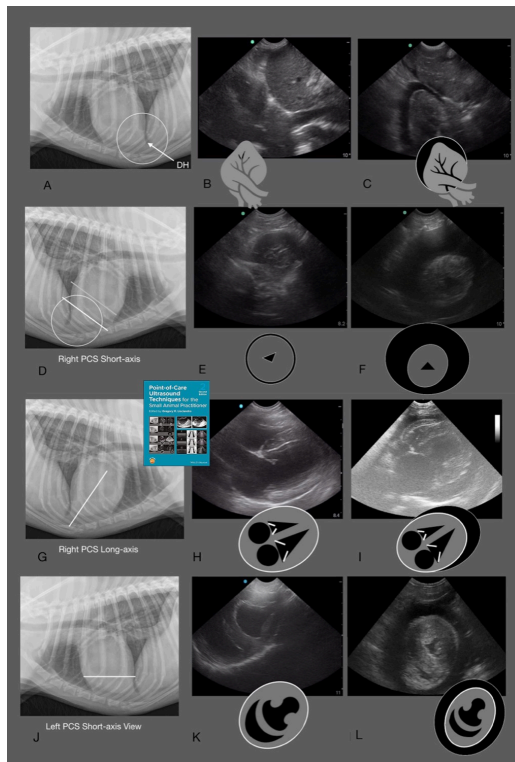 DH
A
B
C
D
Right PCS Short-axis
E
F
Point-of-Care
Ultrasound
Techniques for the
Small Animal Practitioner
G
Right PCS Long-axis
H
I
J
Left PCS Short-axis View
K
L